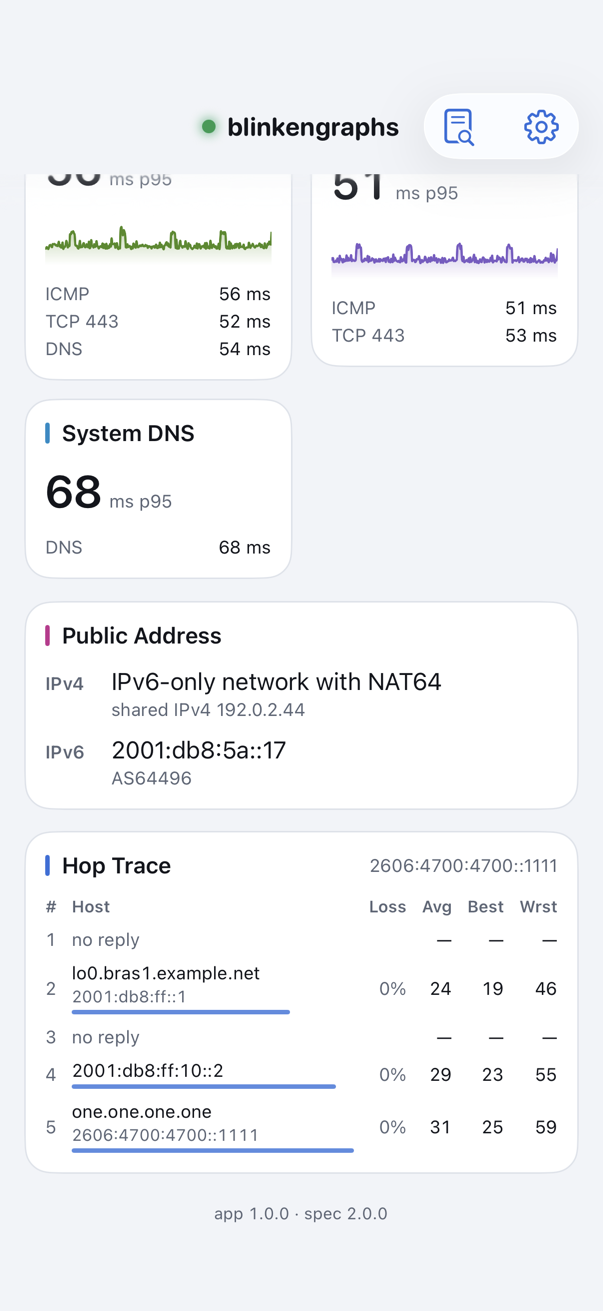 blinkengraphs
ms p95
51 ms p95
ICMP 56 ms
TCP 443 52 ms
DNS 54 ms
ICMP 51 ms
TCP 443 53 ms
System DNS
68 ms p95
DNS 68 ms
Public Address
IPv4 IPv6-only network with NAT64
shared IPv4 192.0.2.44
IPv6 2001:db8:5a::17
AS64496
Hop Trace 2606:4700:4700::1111
# Host Loss Avg Best Wrst
1 no reply — — —
lo0.bras1.example.net
2 2001:db8:ff::1 0% 24 19 46
3 no reply — — —
4 2001:db8:ff:10::2 0% 29 23 55
one.one.one.one
5 2606:4700:4700::1111 0% 31 25 59
app 1.0.0 · spec 2.0.0